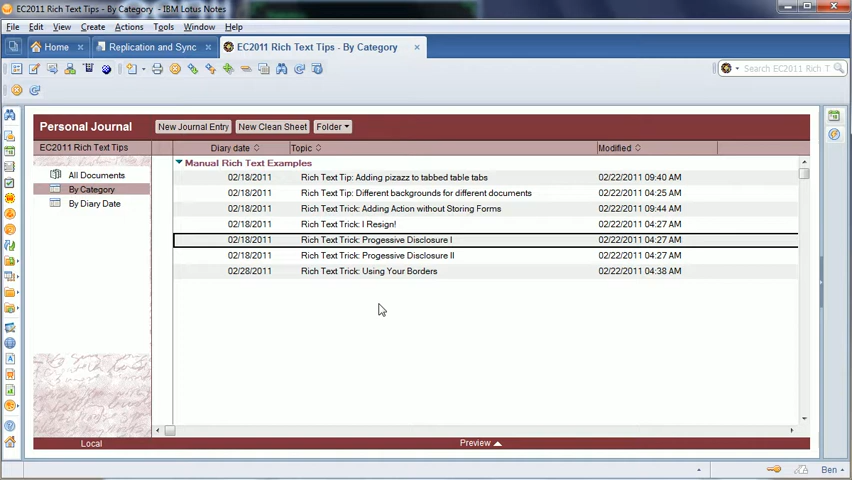 EC2011 Rich Text Tips - By Category - IBM Lotus Notes
File Edit View Create Actions Tools Window Help
Home Replication and Sync EC2011 Rich Text Tips - By Category
Search EC2011 Rich T
Personal Journal New Journal Entry New Clean Sheet Folder
EC2011 Rich Text Tips Diary date Topic Modified
All Documents
By Category
By Diary Date
Manual Rich Text Examples
02/18/2011 Rich Text Tip: Adding pizazz to tabbed table tabs 02/22/2011 09:40 AM
02/18/2011 Rich Text Tip: Different backgrounds for different documents 02/22/2011 04:25 AM
02/18/2011 Rich Text Trick: Adding Action without Storing Forms 02/22/2011 09:44 AM
02/18/2011 Rich Text Trick: I Resign! 02/22/2011 04:27 AM
02/18/2011 Rich Text Trick: Progessive Disclosure I 02/22/2011 04:27 AM
02/18/2011 Rich Text Trick: Progessive Disclosure II 02/22/2011 04:27 AM
02/28/2011 Rich Text Trick: Using Your Borders 02/22/2011 04:38 AM
Local Preview
Ben